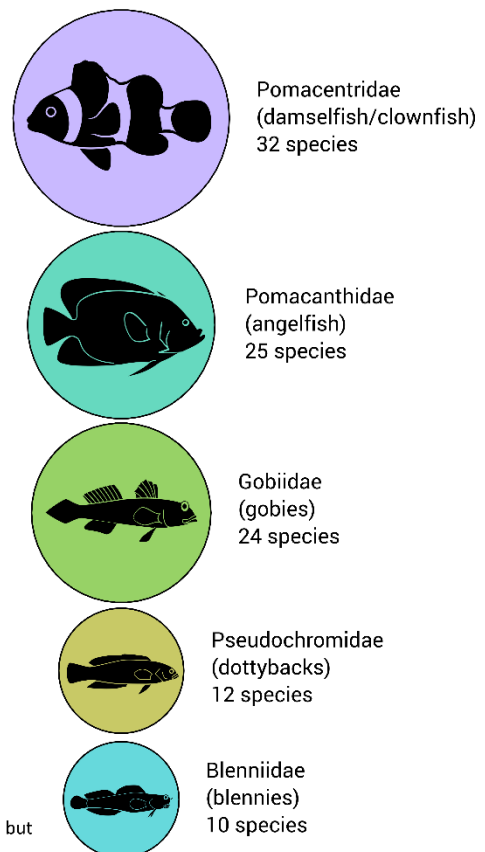 Pomacentridae
(damselfish/clownfish)
32 species
Pomacanthidae
(angelfish)
25 species
Gobiidae
(gobies)
24 species
Pseudochromidae
(dottybacks)
12 species
Blenniidae
(blennies)
10 species
but